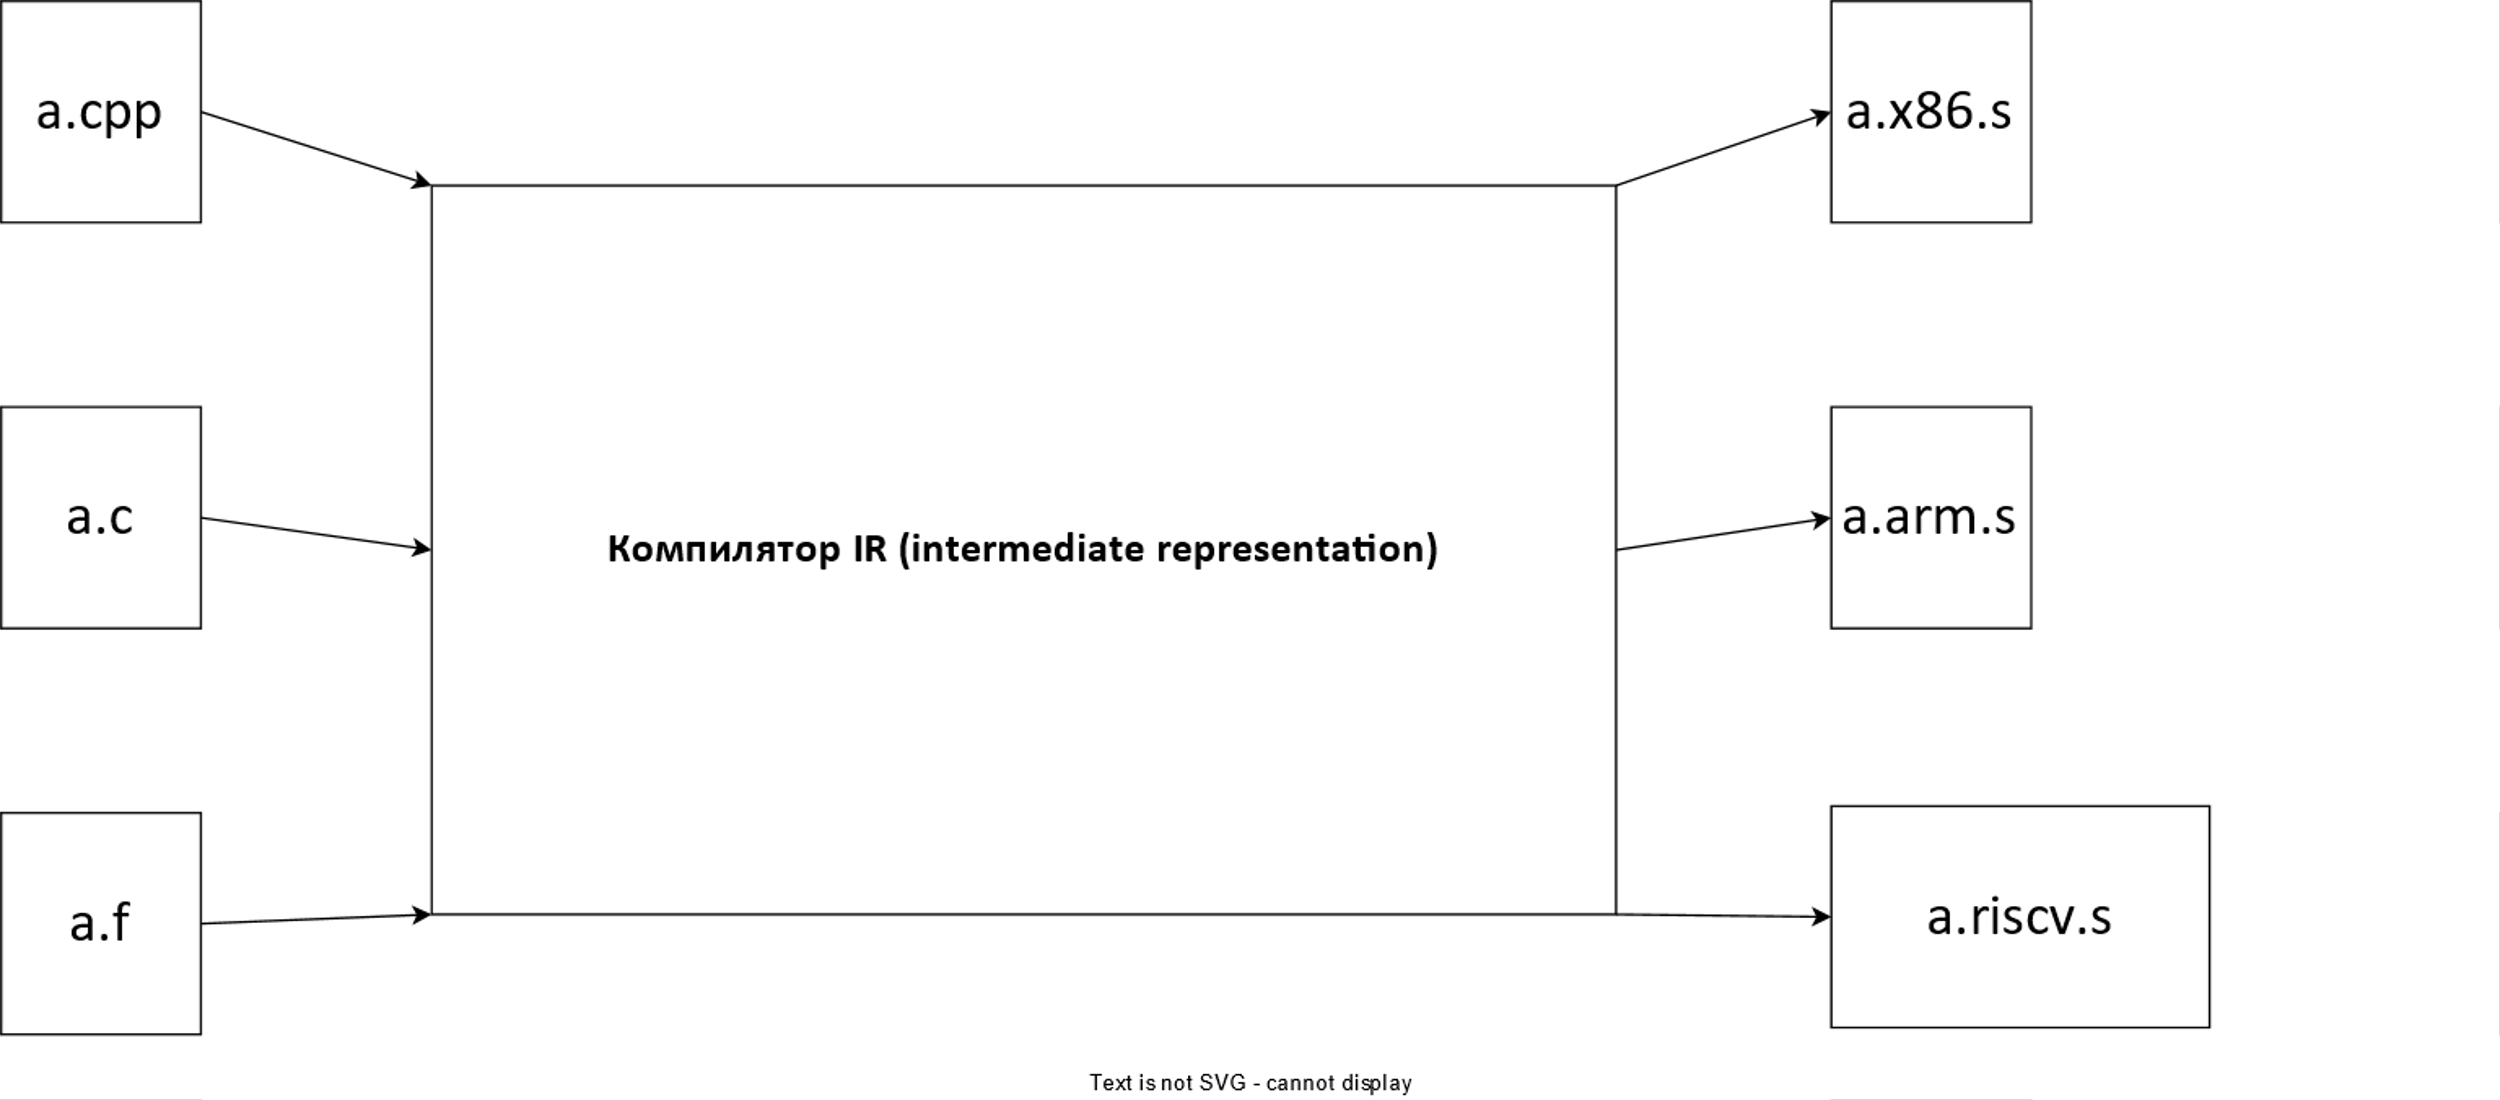 a.cpp
a.x86.s
a.c
Компилятор IR (intermediate representation)
a.arm.s
a.f
a.riscv.s
Text is not SVG - cannot display